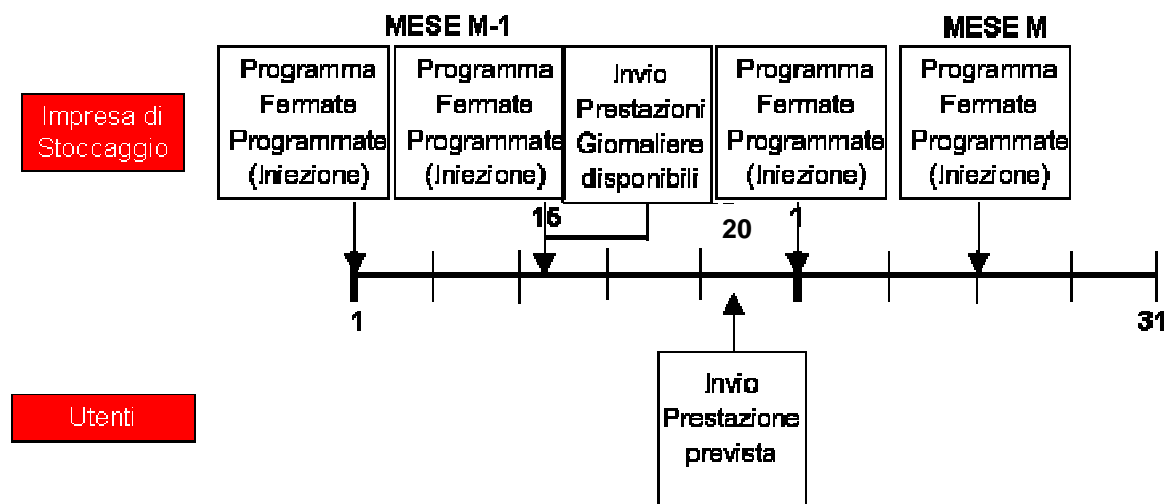 MESE M-1
MESE M
Programma
Fermate
Programmate
(Iniezione)
Programma
Fermate
Programmate
(Iniezione)
Invio
Prestazioni
Giornaliere
disponibili
Programma
Fermate
Programmate
(Iniezione)
Programma
Fermate
Programmate
(Iniezione)
Impresa di
Stoccaggio
15
20
1
1
31
Invio
Prestazione
prevista
Utenti